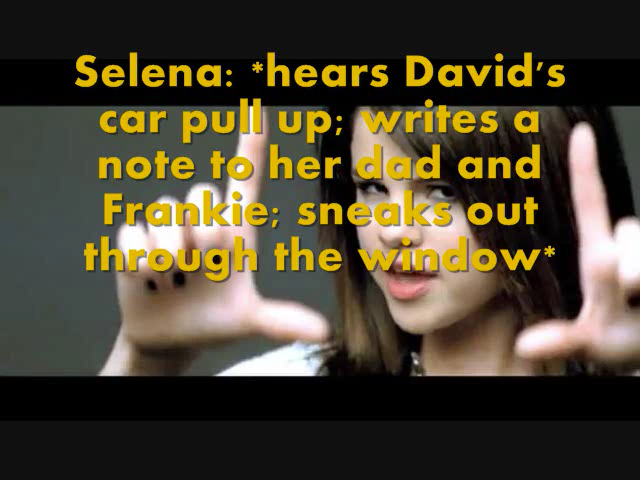 Selena: *hears David's
car pull up; writes a
note to her dad and
Frankie; sneaks out
through the window*